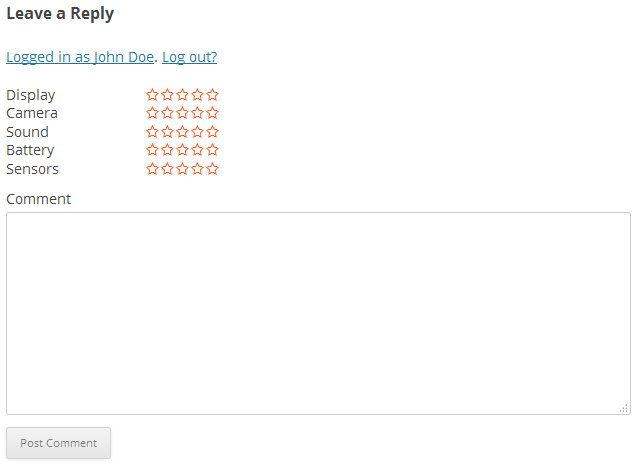 Leave a Reply
Logged in as John Doe. Log out?
Display
Camera
Sound
Battery
Sensors
Comment
Post Comment